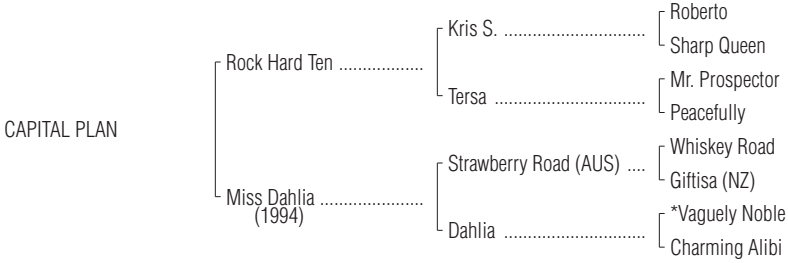 Roberto
Kris S. ..............................
Sharp Queen
Rock Hard Ten ..................
Mr. Prospector
Tersa ................................
Peacefully
CAPITAL PLAN
Whiskey Road
Strawberry Road (AUS) ....
Giftisa (NZ)
Miss Dahlia ......................
(1994)
*Vaguely Noble
Dahlia ..............................
Charming Alibi